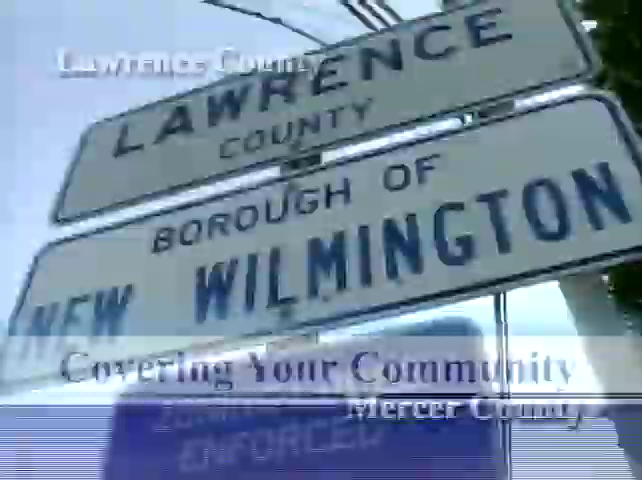 Lawrence County
LAWRENCE
COUNTY
BOROUGH OF
NEW WILMINGTON
Covering Your Community
Mercer County
ENFORCED